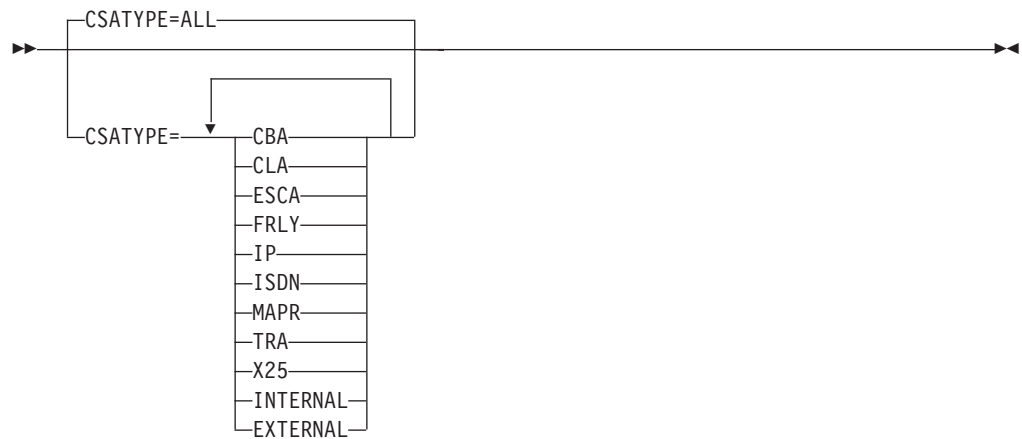 CSATYPE=ALL
CSATYPE= CBA
CLA
ESCA
FRLY
IP
ISDN
MAPR
TRA
X25
INTERNAL
EXTERNAL